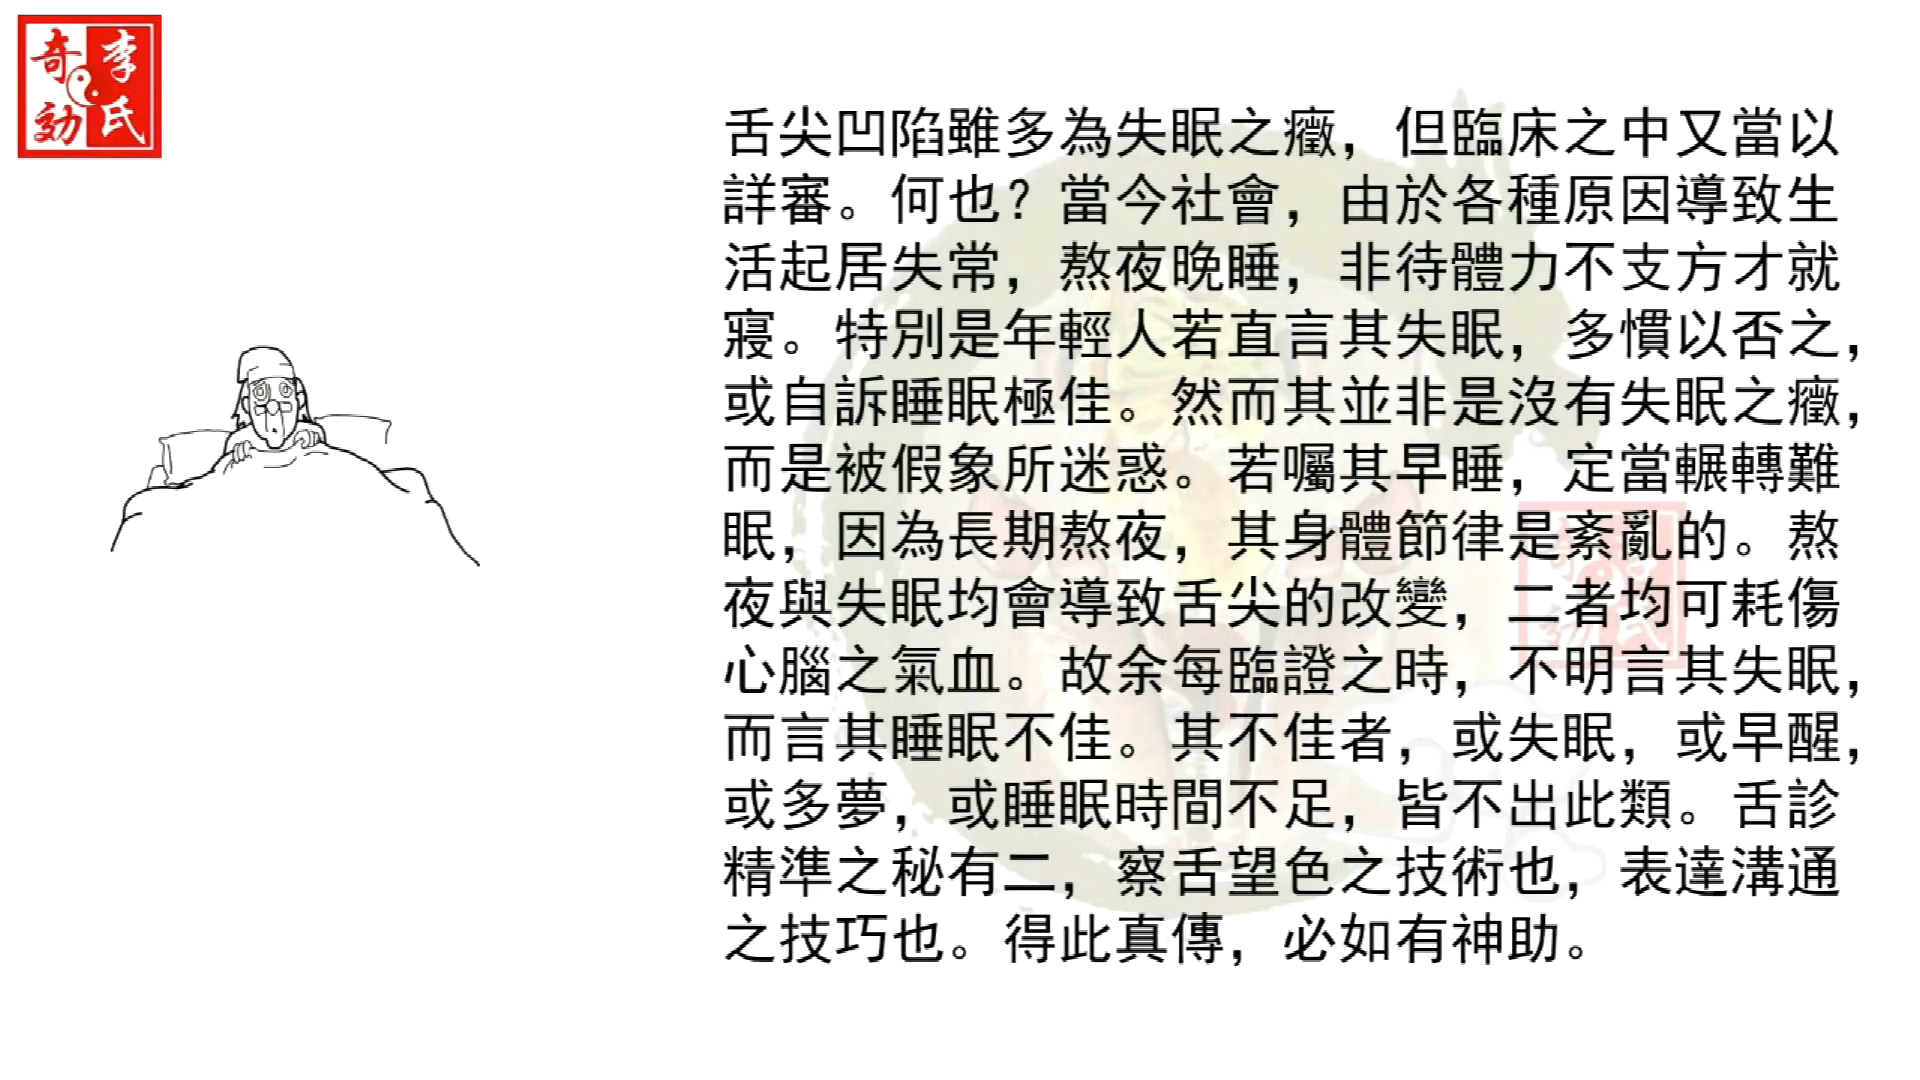 李氏
奇効
舌尖凹陷雖多為失眠之癥，但臨床之中又當以
詳審。何也？當今社會，由於各種原因導致生
活起居失常，熬夜晚睡，非待體力不支方才就
寢。特別是年輕人若直言其失眠，多慣以否之，
或自訴睡眠極佳。然而其並非是沒有失眠之癥，
而是被假象所迷惑。若囑其早睡，定當輾轉難
眠，因為長期熬夜，其身體節律是紊亂的。熬
夜與失眠均會導致舌尖的改變，二者均可耗傷
心腦之氣血。故余每臨證之時，不明言其失眠，
而言其睡眠不佳。其不佳者，或失眠，或早醒，
或多夢，或睡眠時間不足，皆不出此類。舌診
精準之秘有二，察舌望色之技術也，表達溝通
之技巧也。得此真傳，必如有神助。